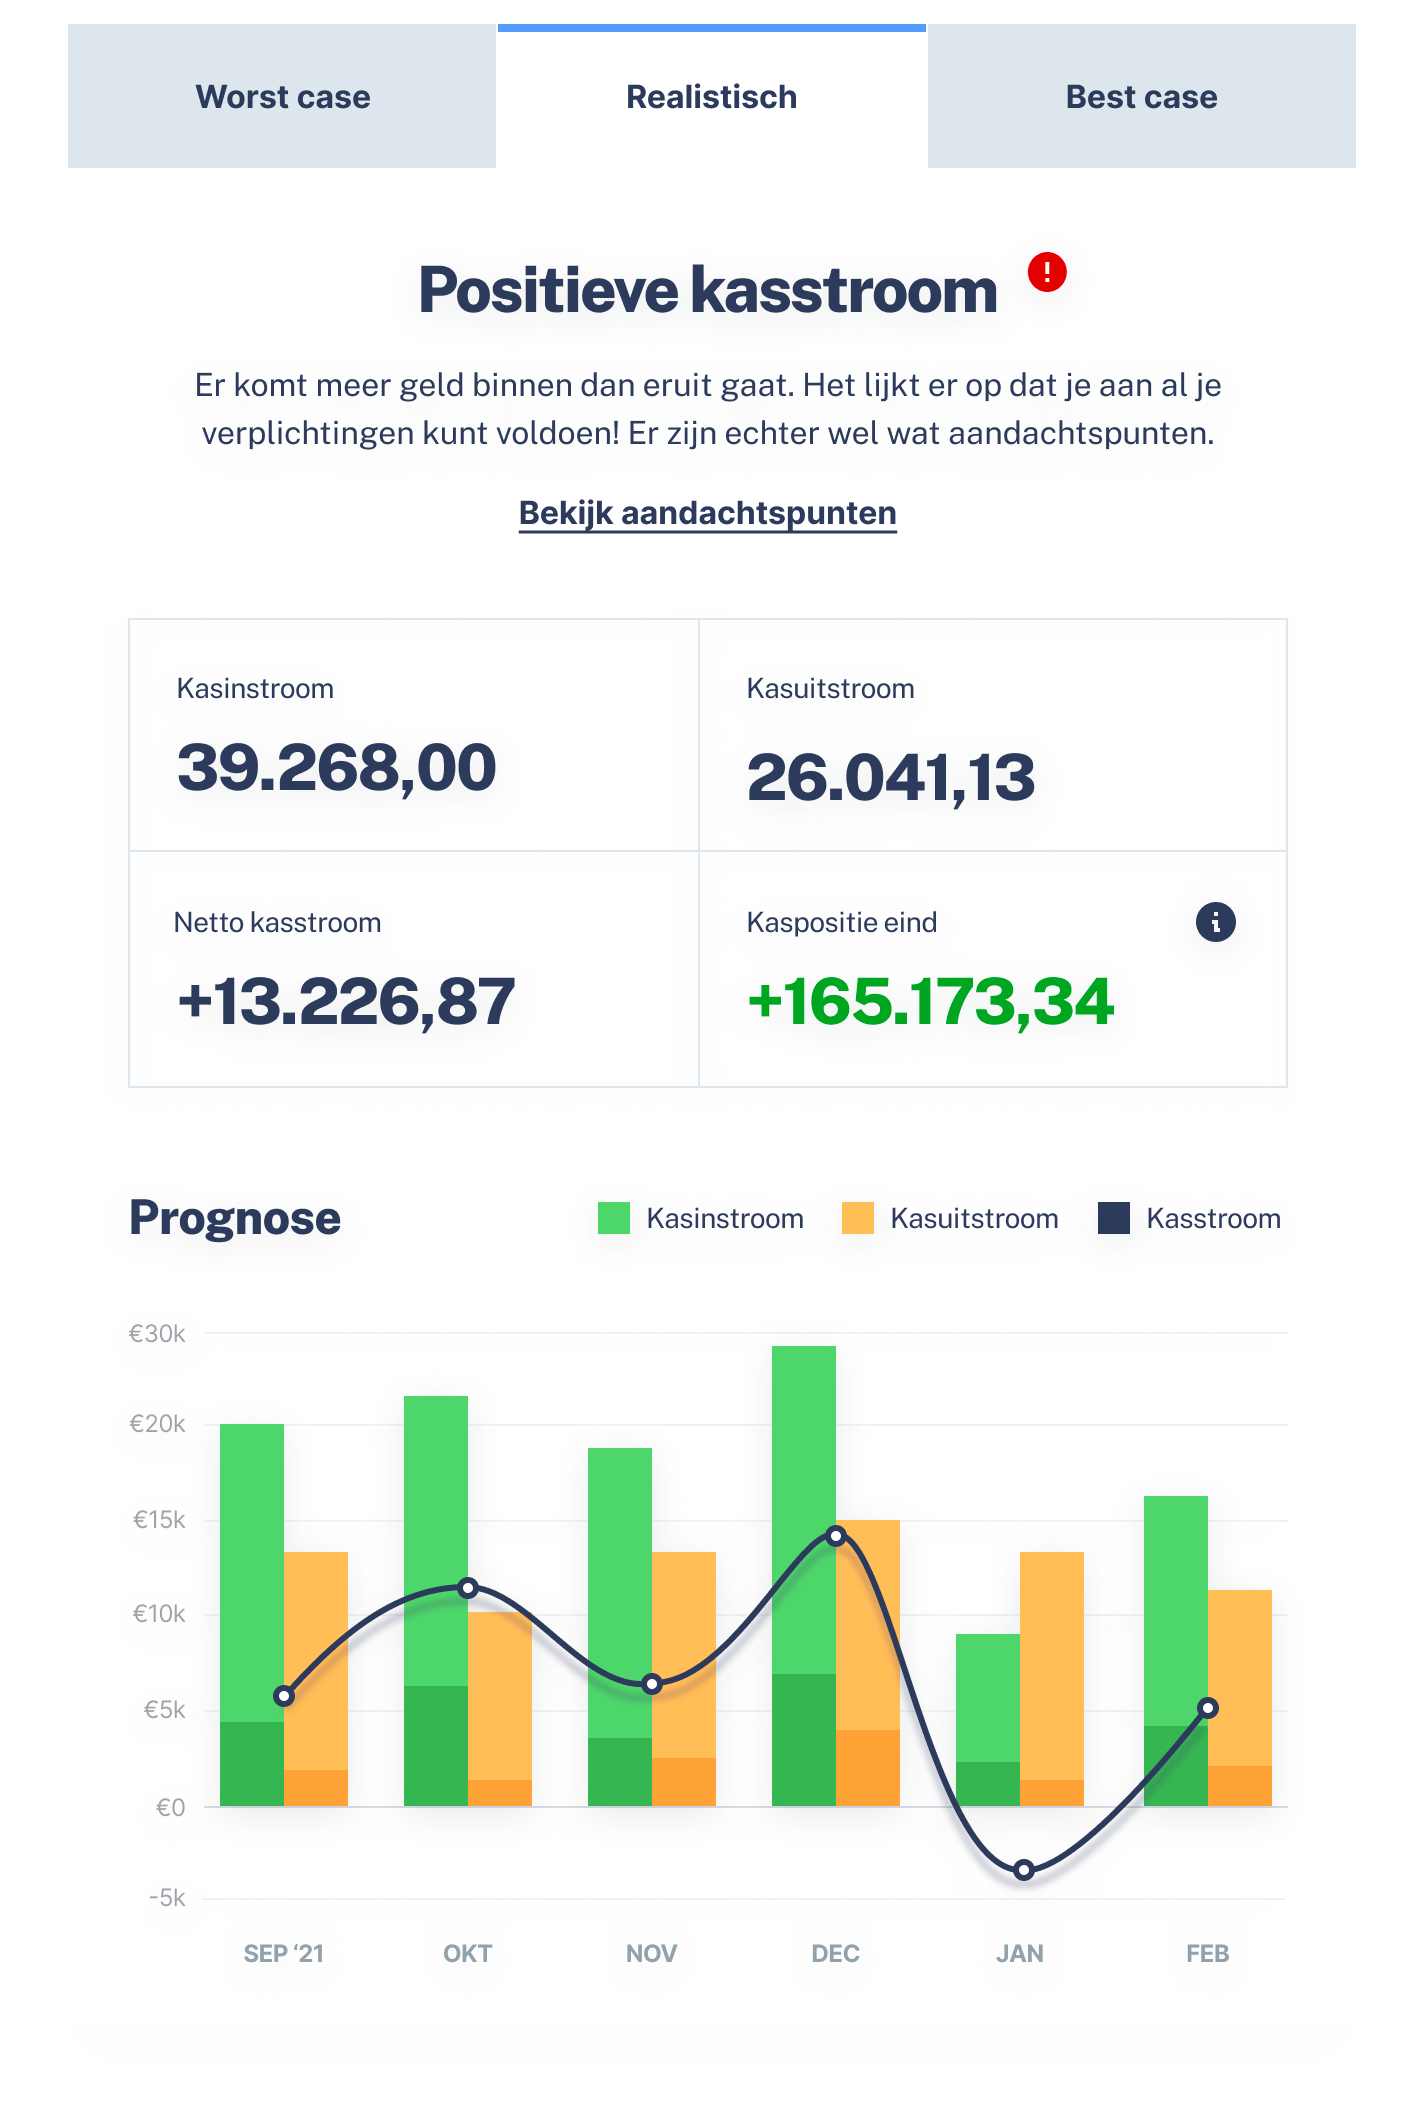 Worst case
Realistisch
Best case
Positieve kasstroom
Er komt meer geld binnen dan eruit gaat. Het lijkt er op dat je aan al je
verplichtingen kunt voldoen! Er zijn echter wel wat aandachtspunten.
Bekijk aandachtspunten
Kasinstroom
39.268,00
Kasuitstroom
26.041,13
Netto kasstroom
+13.226,87
Kaspositie eind
+165.173,34
Prognose
Kasinstroom
Kasuitstroom
Kasstroom
€30k
€20k
€15k
€10k
€5k
€0
-5k
SEP ‘21
OKT
NOV
DEC
JAN
FEB